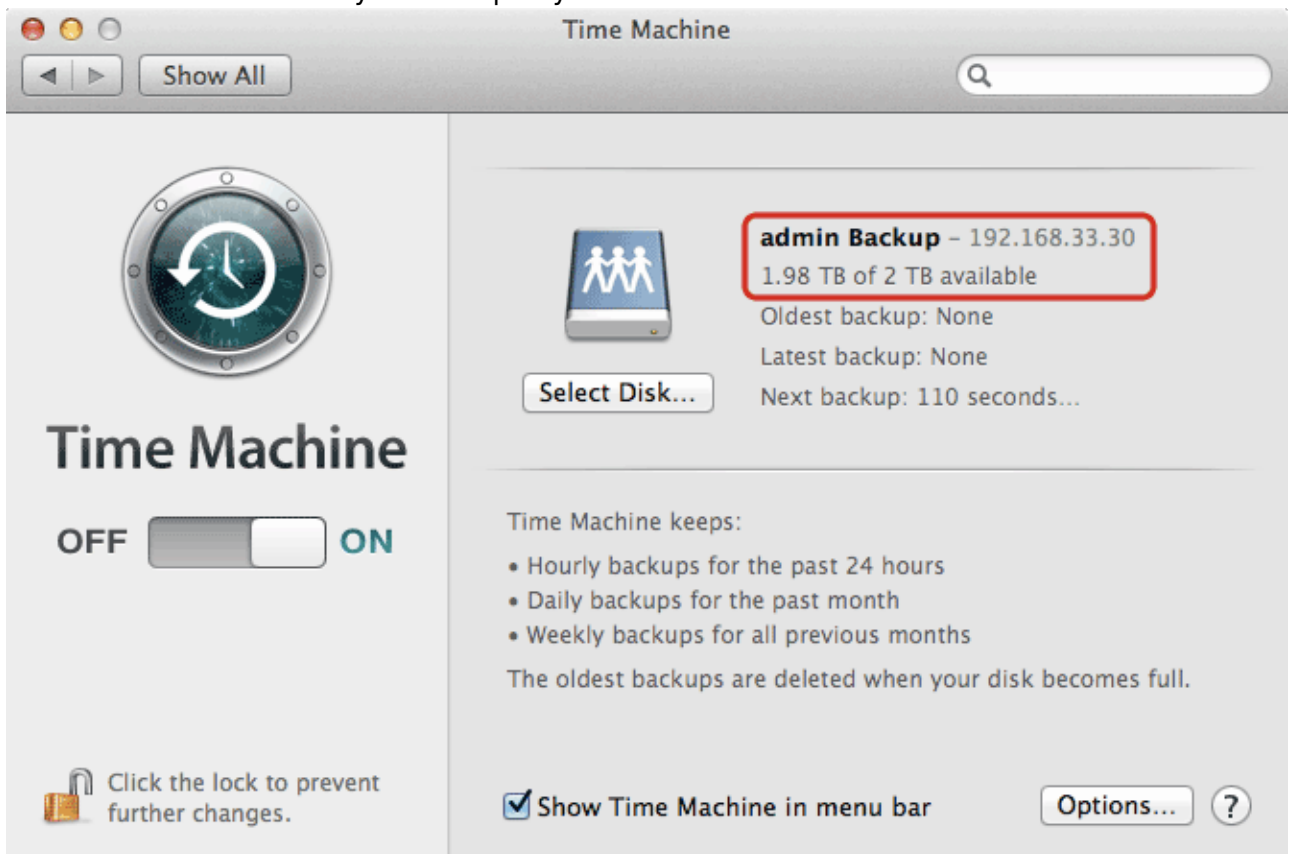 Time Machine
Show All
admin Backup – 192.168.33.30
1.98 TB of 2 TB available
Oldest backup: None
Latest backup: None
Select Disk...
Next backup: 110 seconds...
Time Machine
OFF ON
Time Machine keeps:
• Hourly backups for the past 24 hours
• Daily backups for the past month
• Weekly backups for all previous months
The oldest backups are deleted when your disk becomes full.
Click the lock to prevent
further changes.
Show Time Machine in menu bar
Options...
?